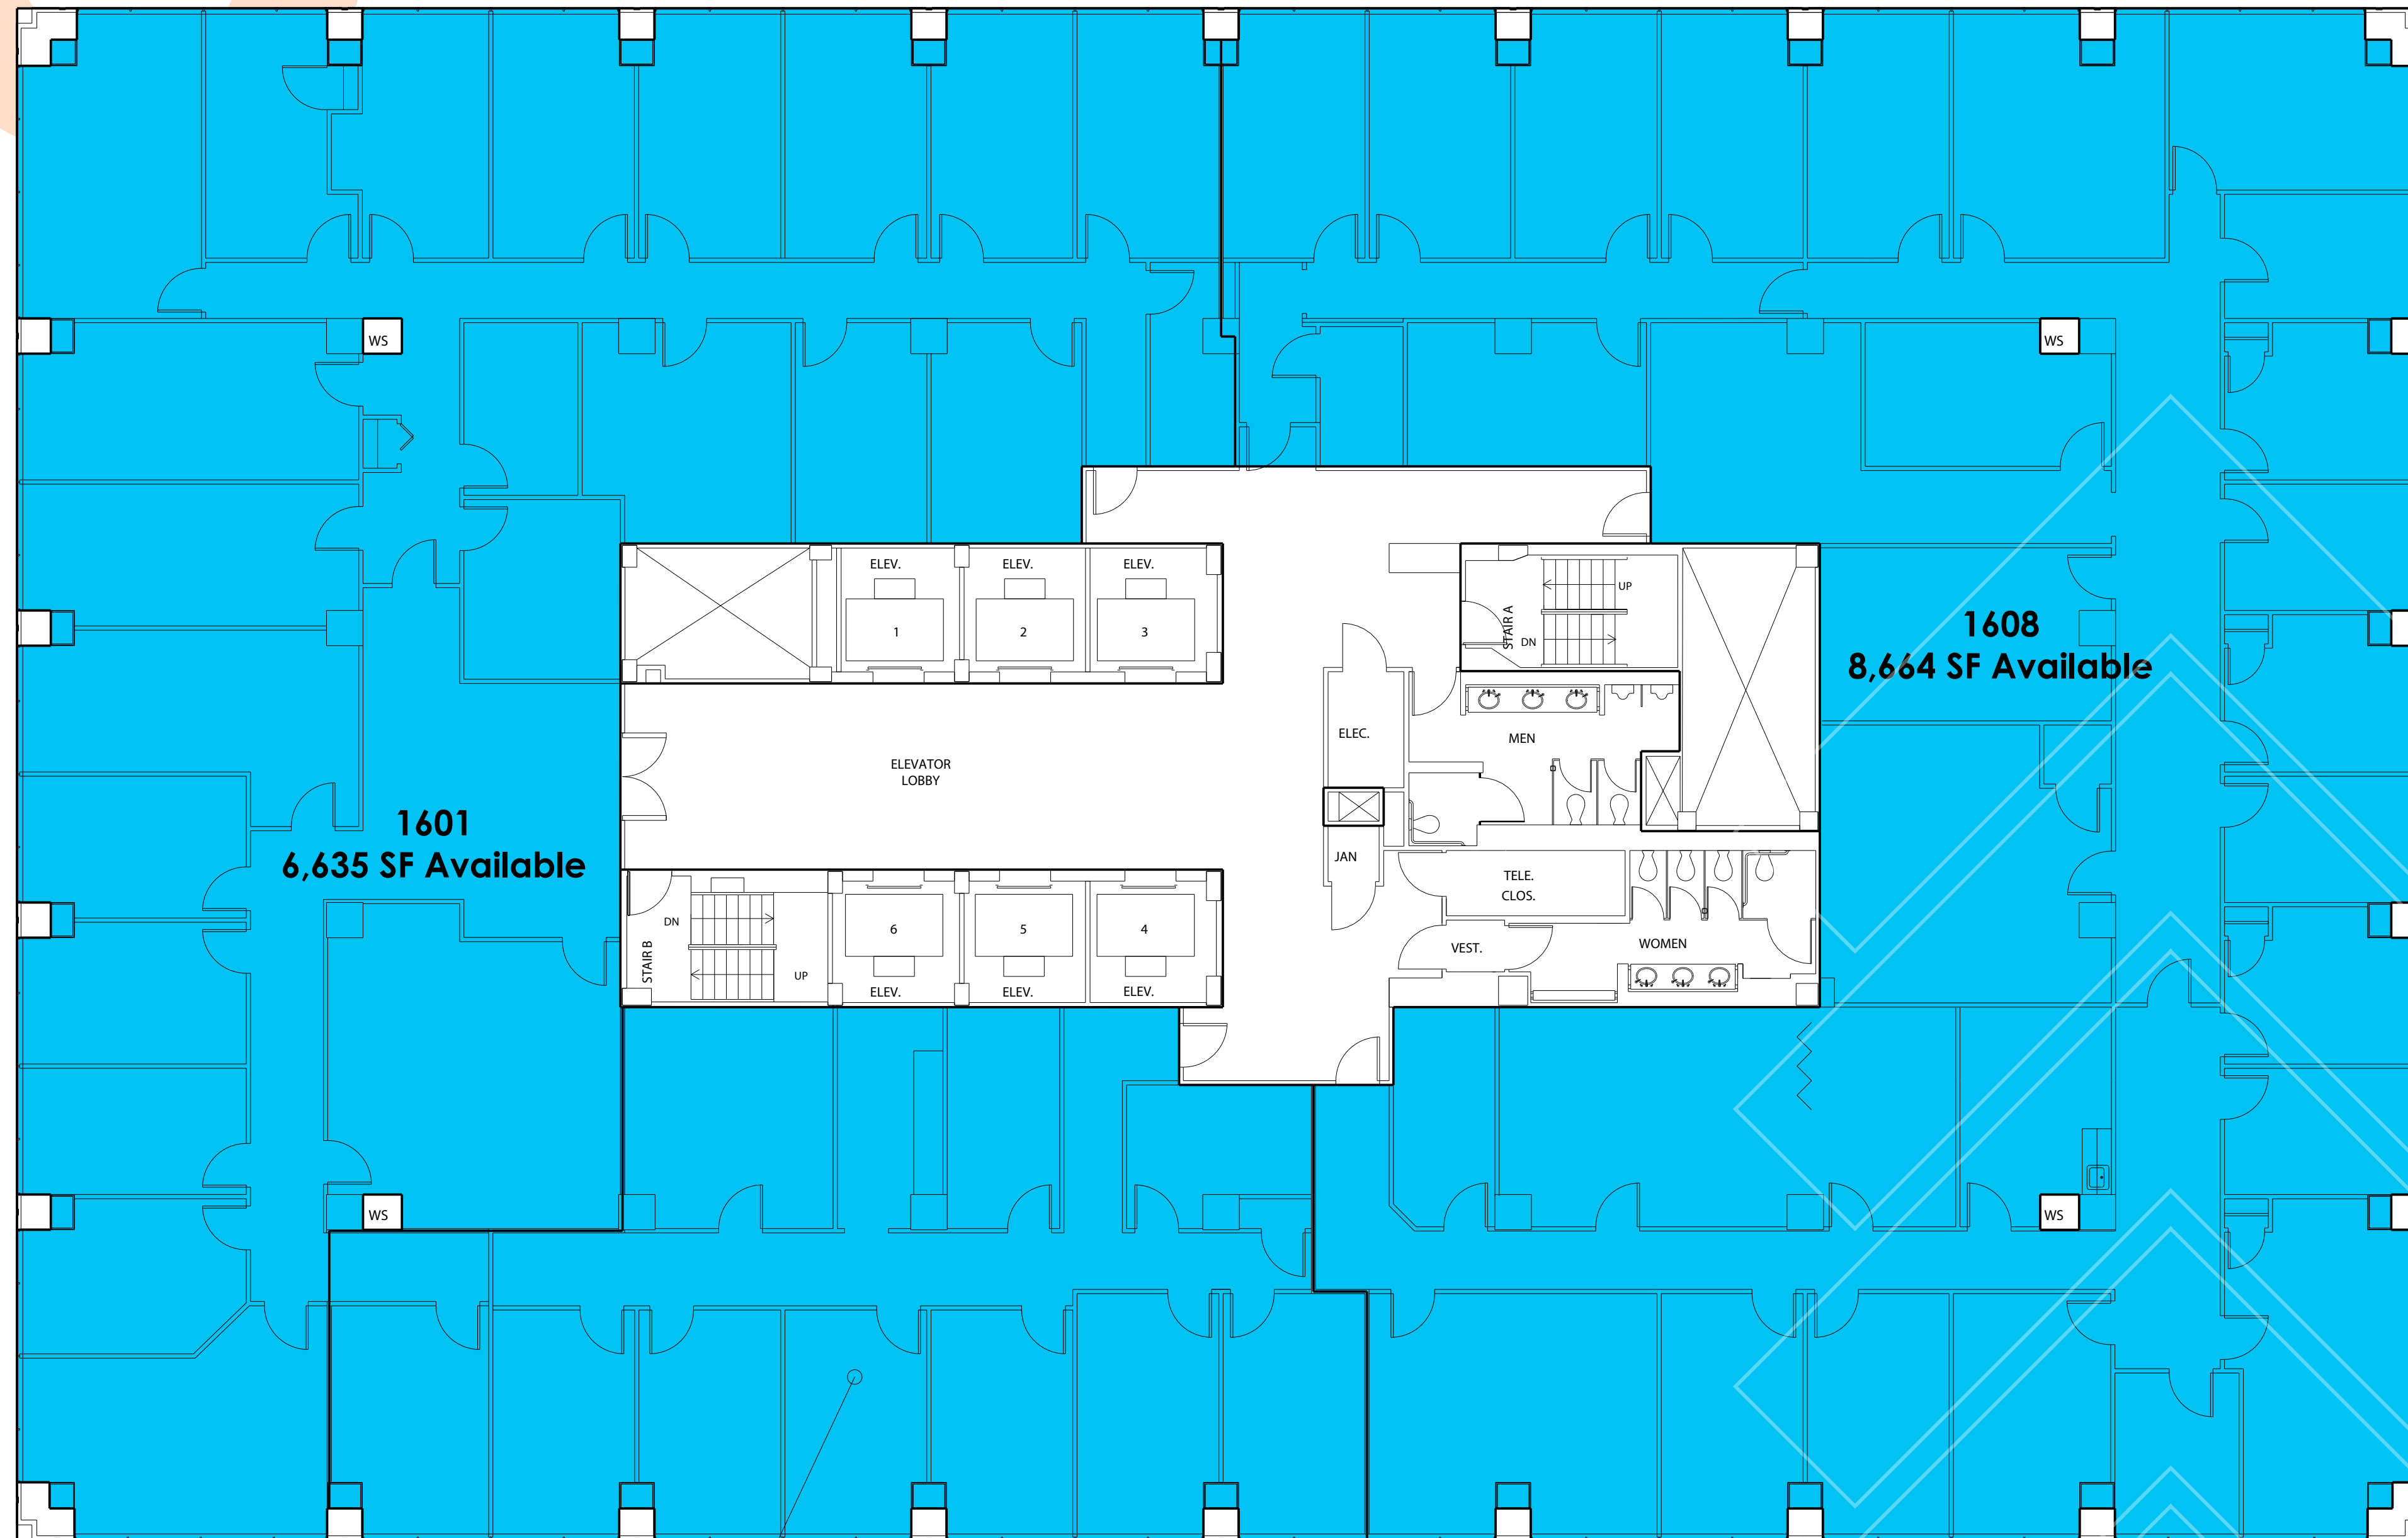 WS
WS
ELEV.
ELEV.
ELEV.
1
2
3
UP
STAIR A
DN
1608
8,664 SF Available
ELEC.
MEN
ELEVATOR
LOBBY
1601
6,635 SF Available
JAN
TELE.
CLOS.
DN
STAIR B
UP
6
5
4
VEST.
WOMEN
ELEV.
ELEV.
ELEV.
WS
WS